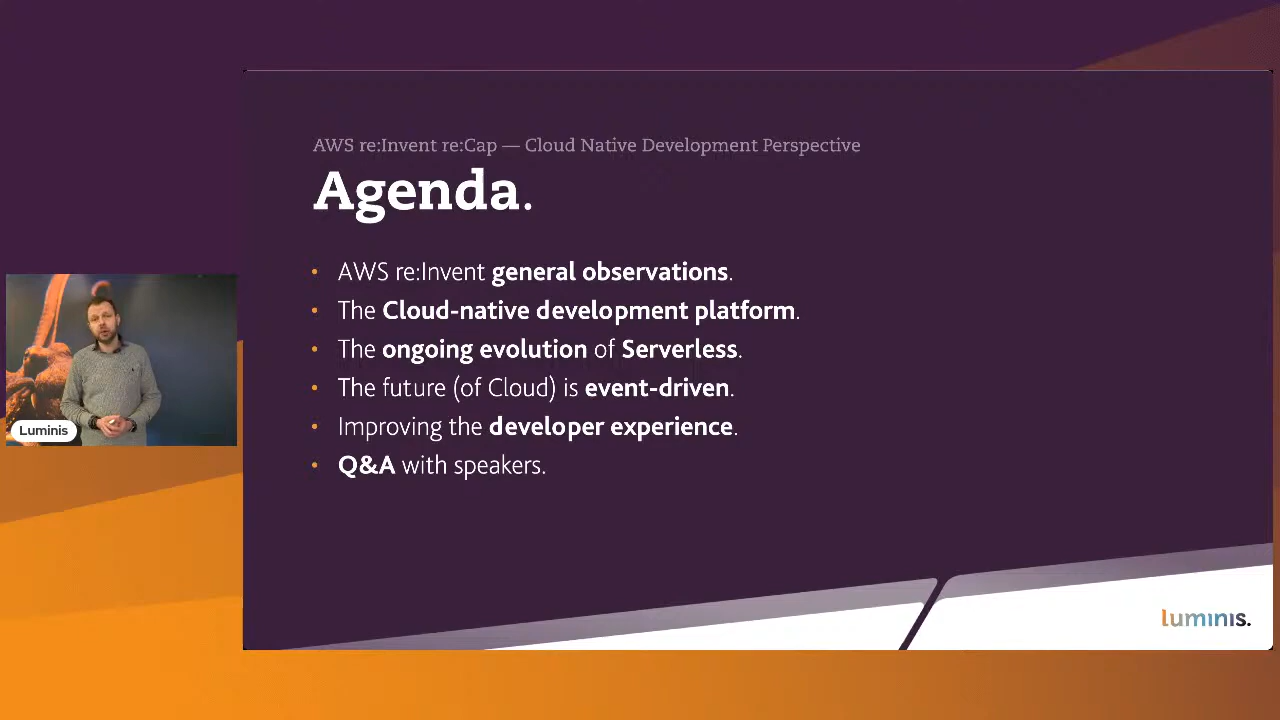 AWS re:Invent re:Cap — Cloud Native Development Perspective
Agenda.
• AWS re:Invent general observations.
• The Cloud-native development platform.
• The ongoing evolution of Serverless.
• The future (of Cloud) is event-driven.
• Improving the developer experience.
• Q&A with speakers.
Luminis
luminis.